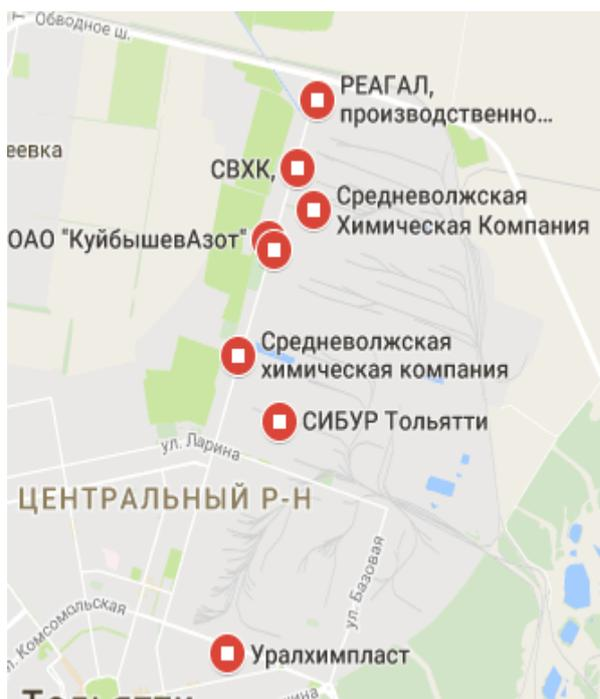 Обводное ш.
РЕАГАЛ,
производственно...
еевка
СВХК,
Средневолжская
Химическая Компания
ОАО "КуйбышевАзот"
Средневолжская
химическая компания
СИБУР Тольятти
ул. Ларина
ЦЕНТРАЛЬНЫЙ Р-Н
ул. Базовая
л. Комсомольская
Уралхимпласт